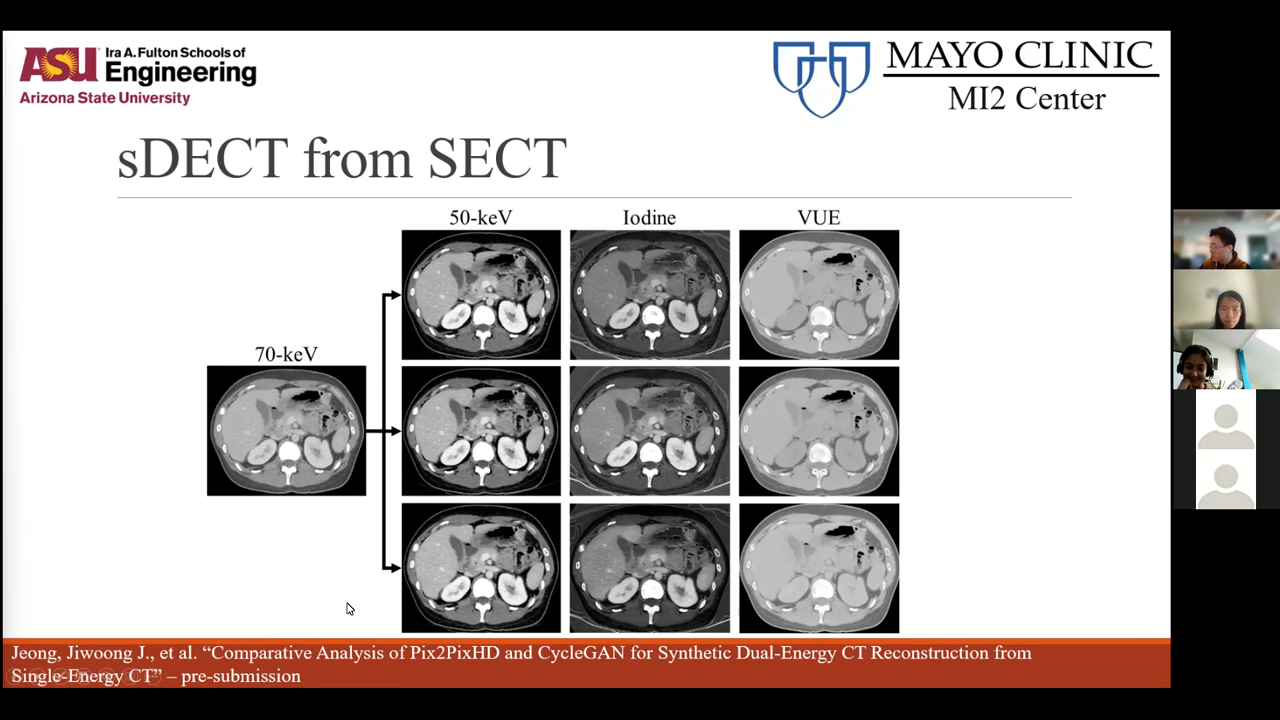 ASU Ira A. Fulton Schools of
Engineering
Arizona State University
MAYO CLINIC
MI2 Center
sDECT from SECT
50-keV Iodine VUE
70-keV
Jeong, Jiwoong J., et al. “Comparative Analysis of Pix2PixHD and CycleGAN for Synthetic Dual-Energy CT Reconstruction from
Single-Energy CT” – pre-submission